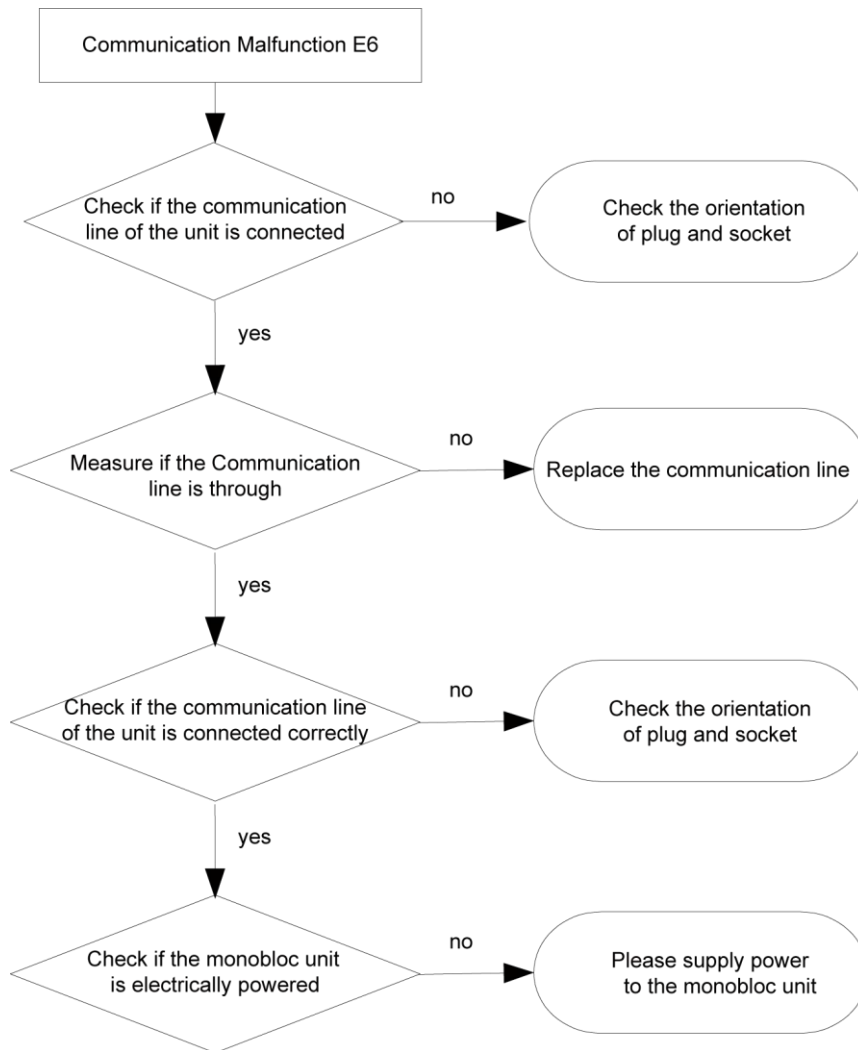 Communication Malfunction E6
Check if the communication
line of the unit is connected
no
Check the orientation
of plug and socket
yes
Measure if the Communication
line is through
no
Replace the communication line
yes
Check if the communication line
of the unit is connected correctly
no
Check the orientation
of plug and socket
yes
Check if the monobloc unit
is electrically powered
no
Please supply power
to the monobloc unit